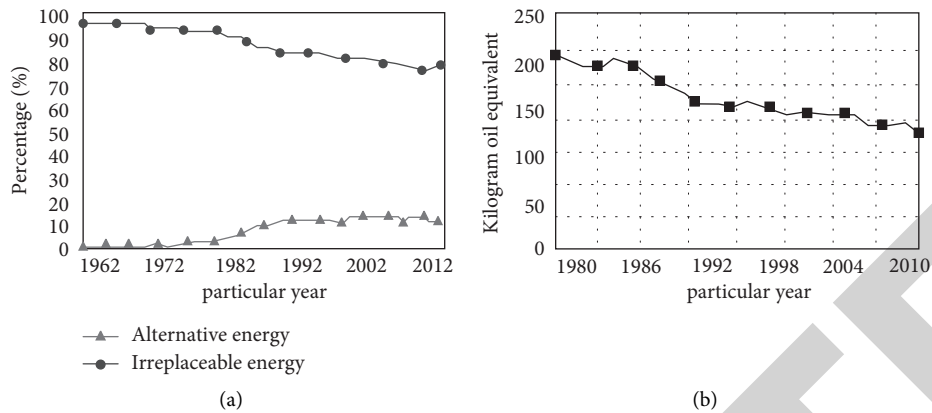 100
90
80
70
60
50
40
30
20
10
0
Percentage (%)
1962 1972 1982 1992 2002 2012
particular year
Alternative energy
Irreplaceable energy
(a)
250
200
150
100
50
0
Kilogram oil equivalent
1980 1986 1992 1998 2004 2010
particular year
(b)